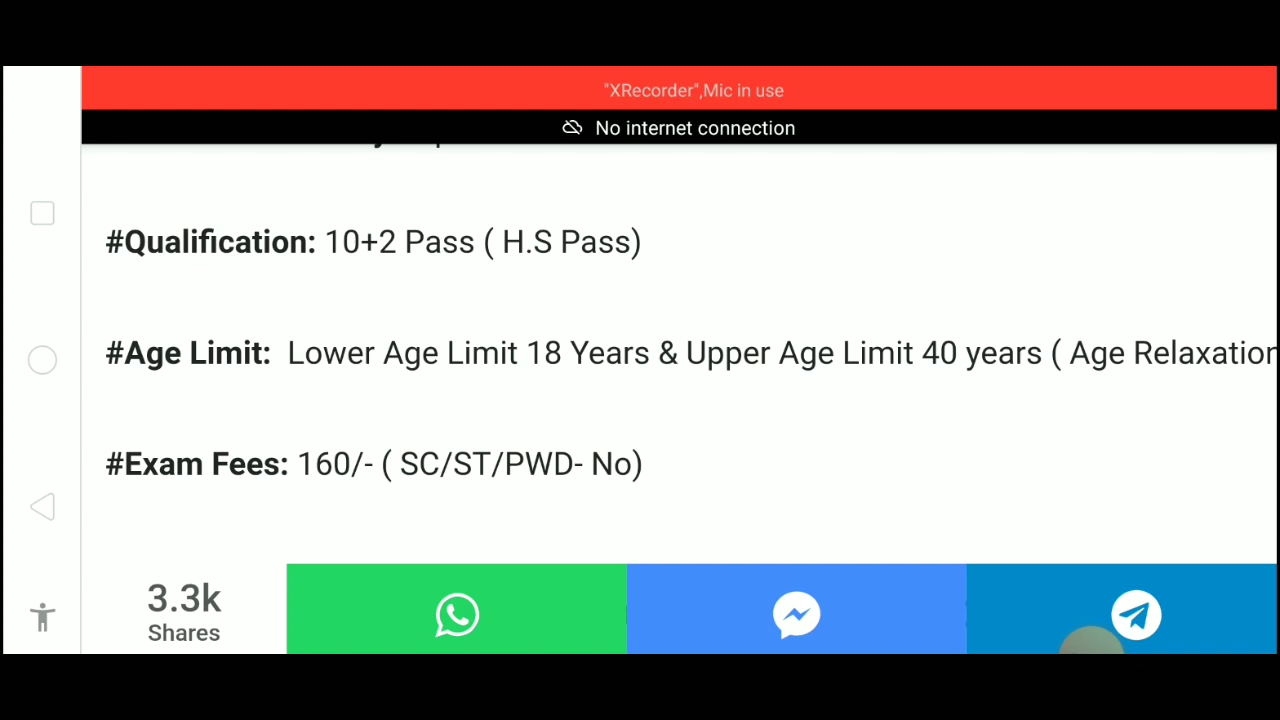 "XRecorder",Mic in use
No internet connection
#Qualification: 10+2 Pass ( H.S Pass)
#Age Limit: Lower Age Limit 18 Years & Upper Age Limit 40 years ( Age Relaxation
#Exam Fees: 160/- ( SC/ST/PWD- No)
3.3k
Shares